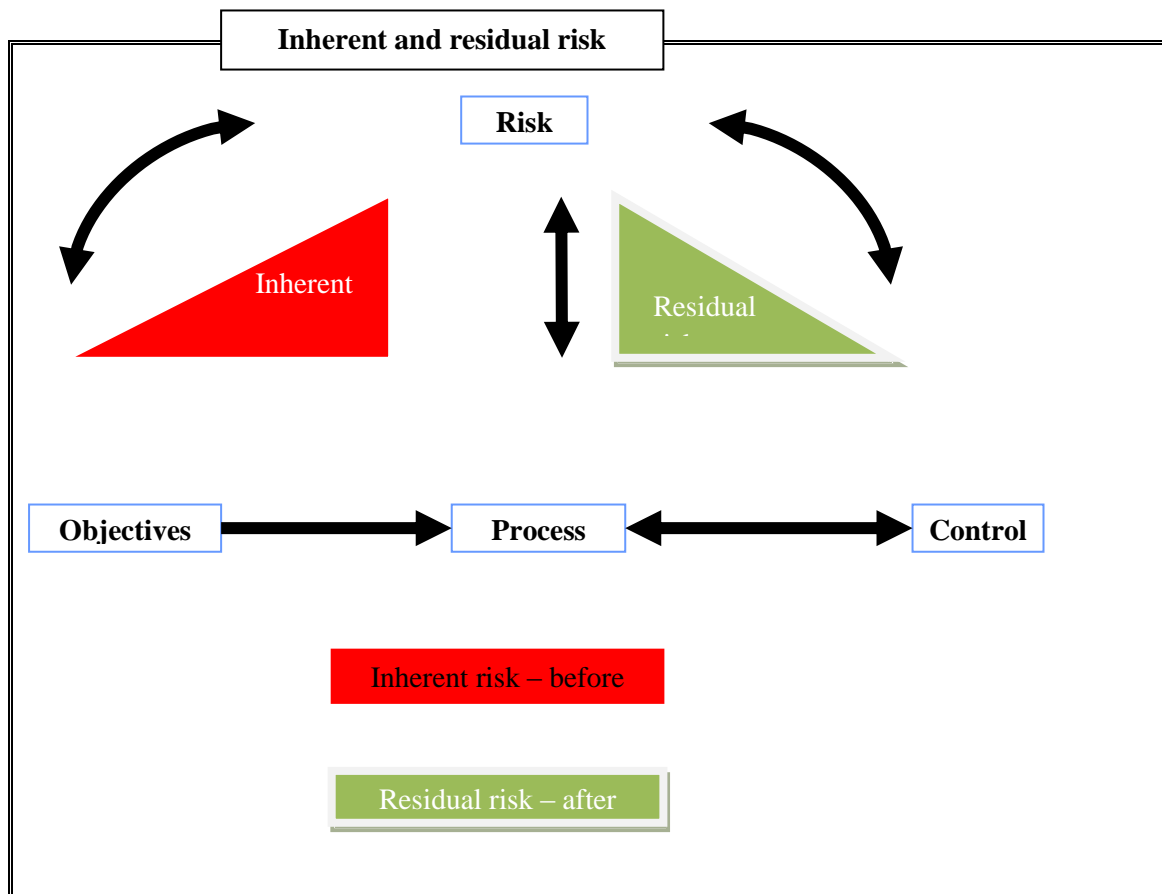 Inherent and residual risk
Risk
Inherent
Residual
Objectives
Process
Control
Inherent risk – before
Residual risk – after